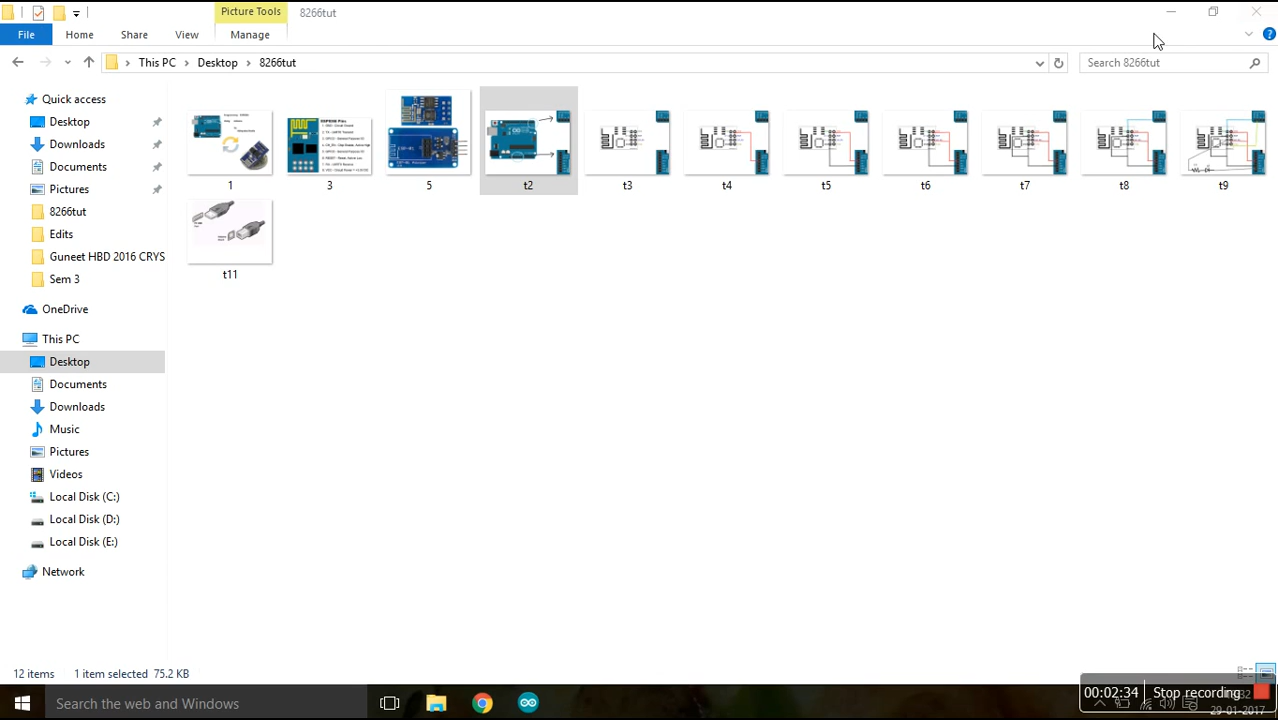 Picture Tools
8266tut
File
Home
Share
View
Manage
This PC
Desktop
8266tut
Search 8266tut
Quick access
Desktop
Downloads
Documents
Pictures
8266tut
Edits
Guneet HBD 2016 CRYS
Sem 3
OneDrive
This PC
Desktop
Documents
Downloads
Music
Pictures
Videos
Local Disk (C:)
Local Disk (D:)
Local Disk (E:)
Network
1
3
5
t2
t3
t4
t5
t6
t7
t8
t9
t11
12 items
1 item selected 75.2 KB
00:02:34
Stop recording
Search the web and Windows
29-01-2017